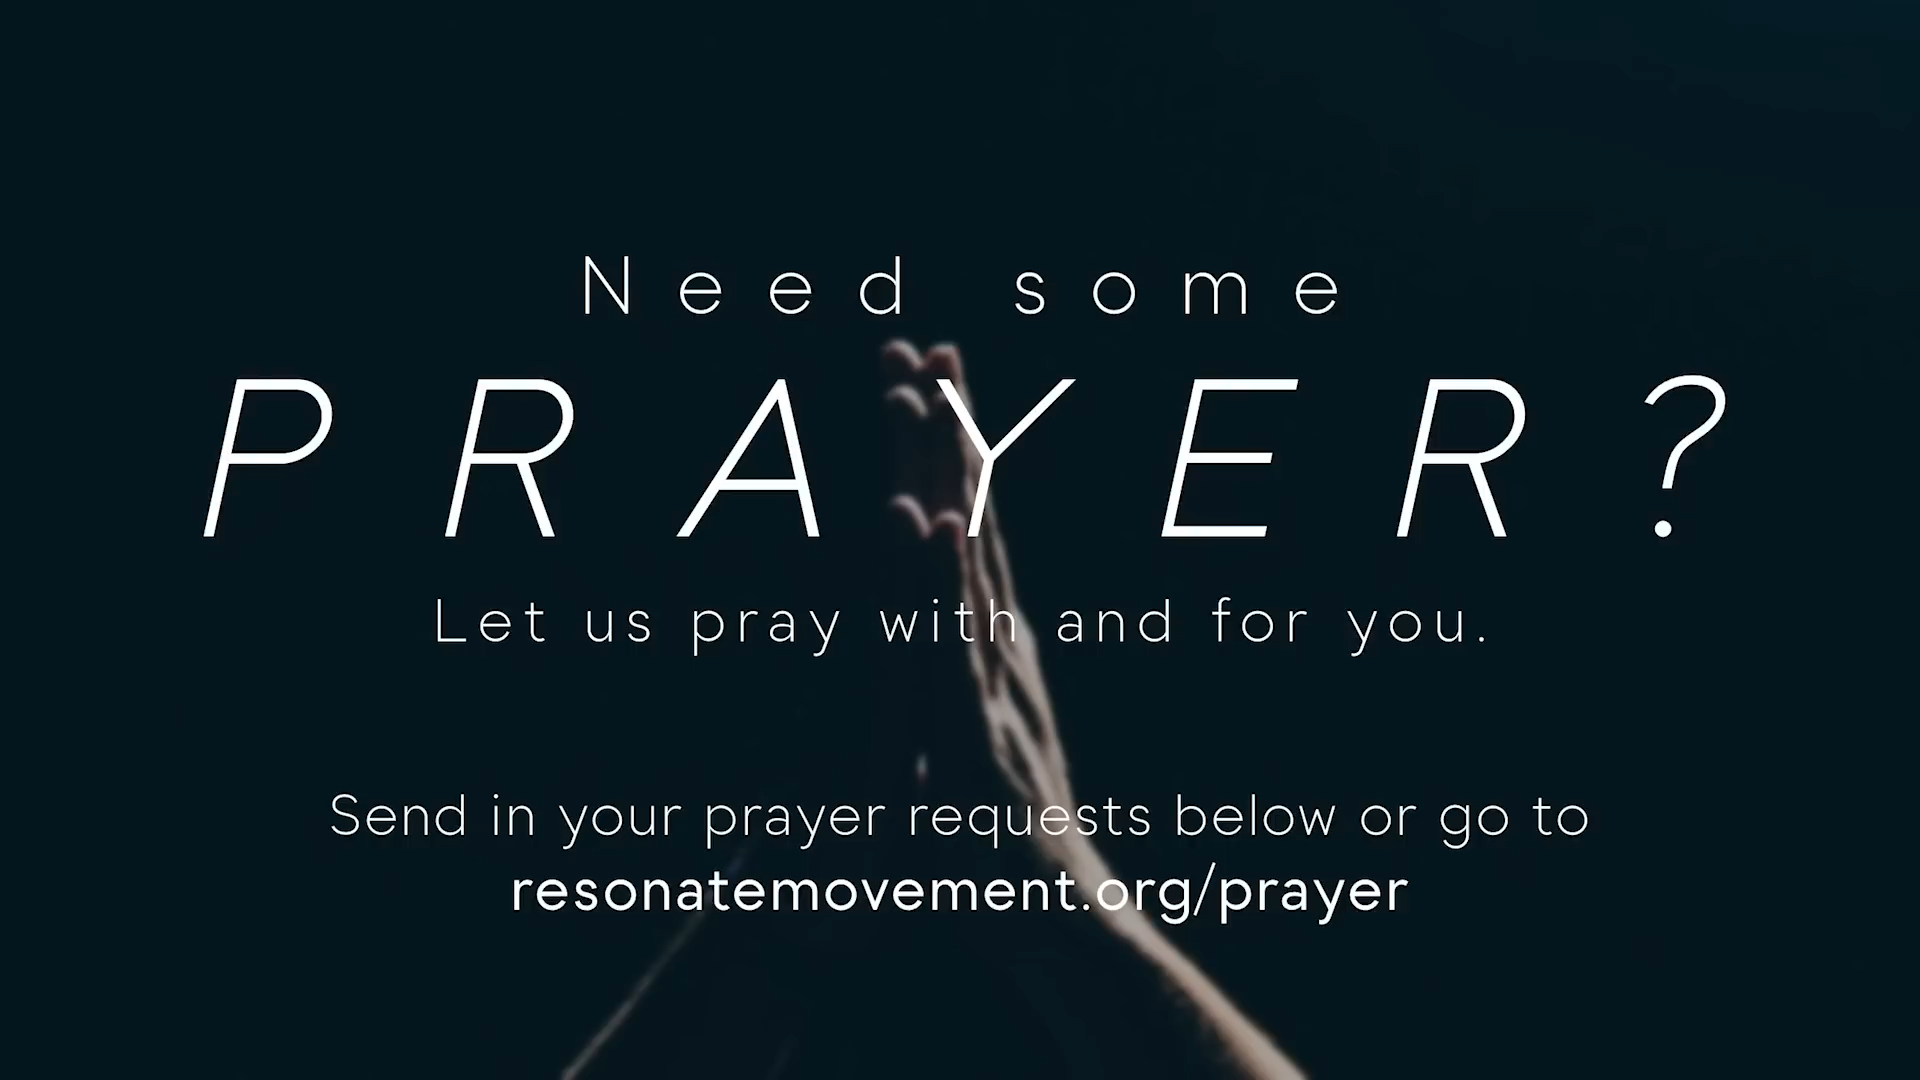 Need some
PRAYER?
Let us pray with and for you.
Send in your prayer requests below or go to
resonatemovement.org/prayer